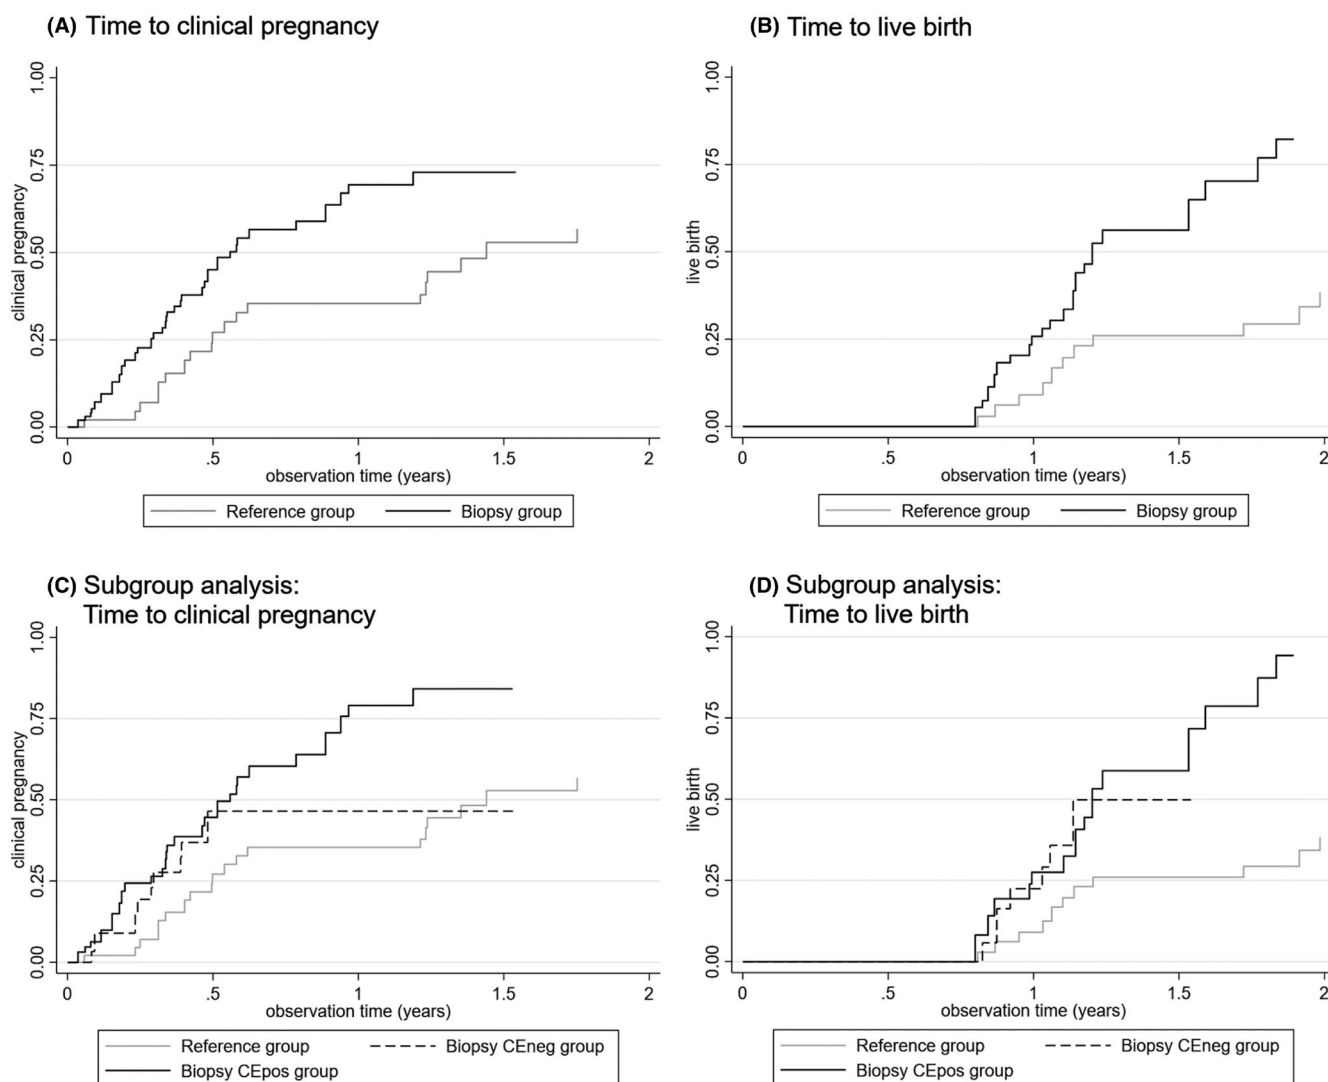 (A) Time to clinical pregnancy
clinical pregnancy
1.00
0.75
0.50
0.25
0.00
0 .5 1 1.5 2
observation time (years)
Reference group Biopsy group
(B) Time to live birth
live birth
1.00
0.75
0.50
0.25
0.00
0 .5 1 1.5 2
observation time (years)
Reference group Biopsy group
(C) Subgroup analysis:
Time to clinical pregnancy
clinical pregnancy
1.00
0.75
0.50
0.25
0.00
0 .5 1 1.5 2
observation time (years)
Reference group Biopsy CEneg group
Biopsy CEpos group
(D) Subgroup analysis:
Time to live birth
live birth
1.00
0.75
0.50
0.25
0.00
0 .5 1 1.5 2
observation time (years)
Reference group Biopsy CEneg group
Biopsy CEpos group